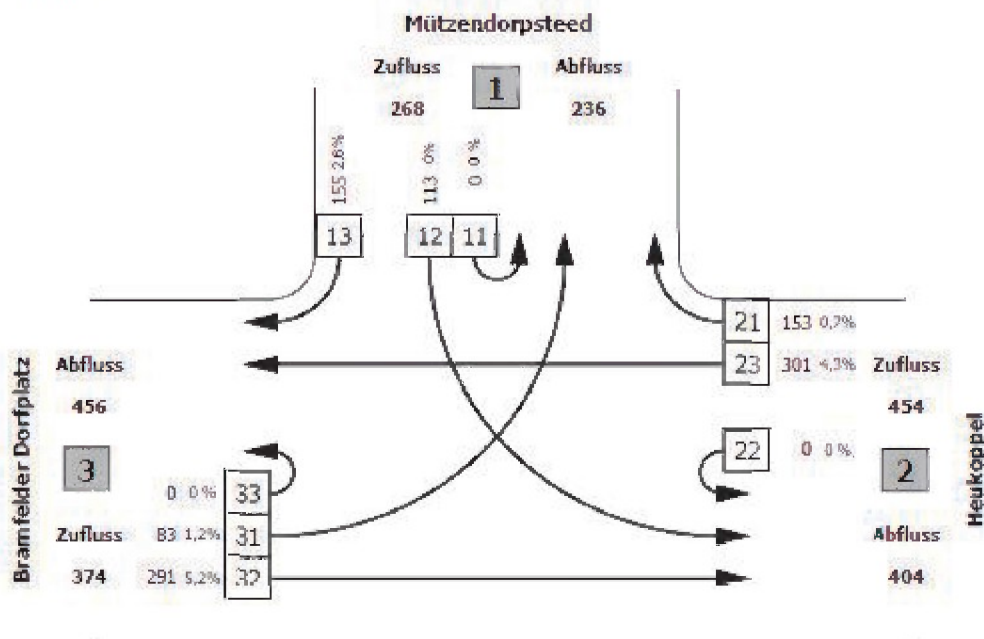 Mützendorpsteed
Zufluss 1 Abfluss
268 236
155 2,6%
113 0%
0 0 %
13 12 11
21 153 0,7%
23 301 4,3% Zufluss
454
Abfluss
456
22 0 0 %
Bramfelder Dorfplatz
3
2
Heukoppel
0 0 % 33
Zufluss 83 1,2% 31
Abfluss
374 291 5,2% 32
404